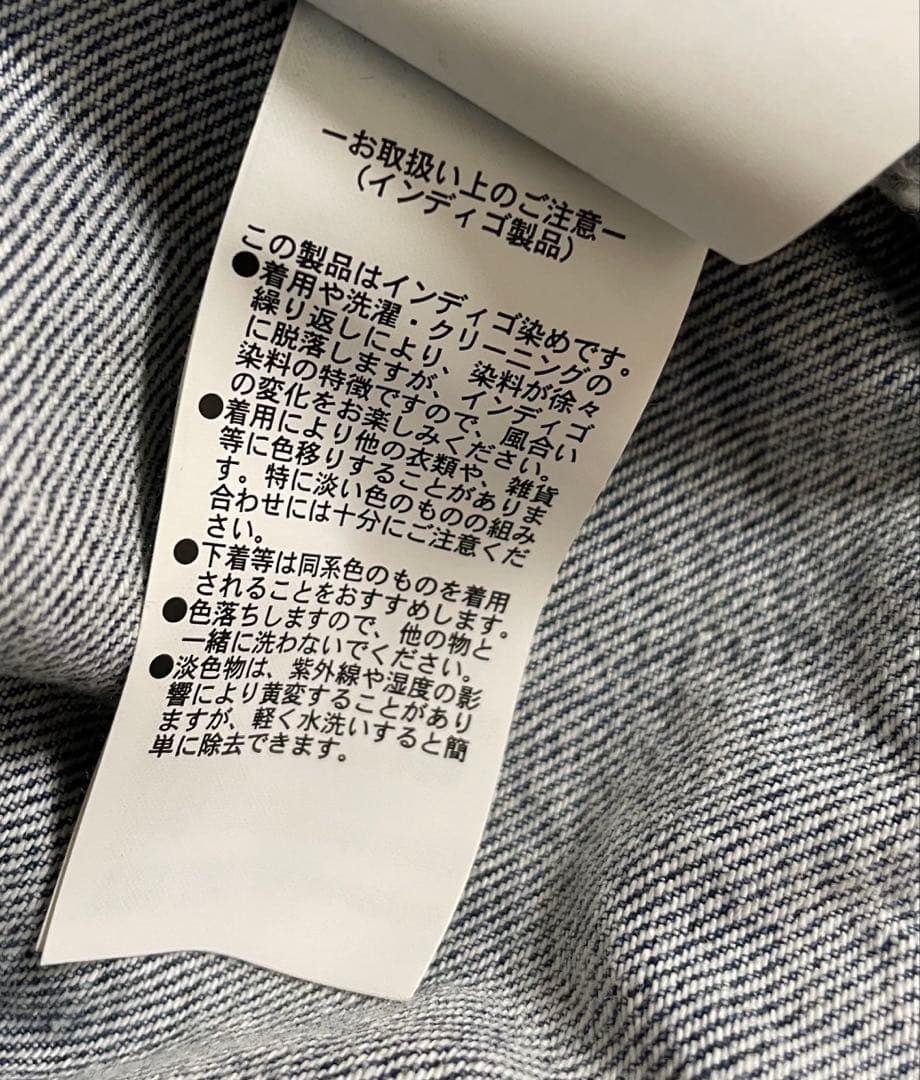 ーお取扱い上のご注意ー
（インディゴ製品）
この製品はインディゴ染めです。
●着用や洗濯・クリーニングの
繰り返しにより、染料が徐々
に脱落しますが、インディゴ
染料の特徴ですので、風合い
の変化をお楽しみください。
●着用により他の衣類や、雑貨
等に色移りすることがありま
す。特に淡い色のものの組み
合わせには十分にご注意くだ
さい。
●下着等は同系色のものを着用
されることをおすすめします。
●色落ちしますので、他の物と
一緒に洗わないでください。
●淡色物は、紫外線や湿度の影
響により黄変することがあり
ますが、軽く水洗いすると簡
単に除去できます。